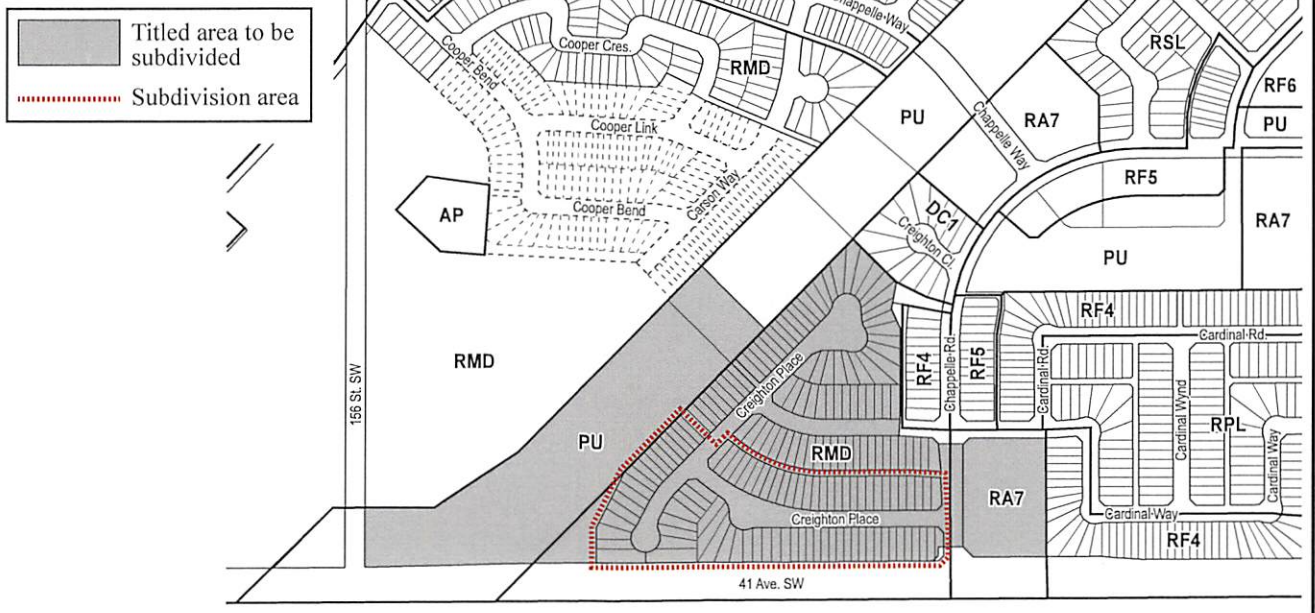 Titled area to be
subdivided
Subdivision area
Chappelle Way
Cooper Cres.
Cooper Bend
RMD
RSL
RF6
PU
PU
RA7
Chappelle Way
Cooper Link
Carson Way
Cooper Bend
AP
RF5
DC1
Creighton Cl.
RA7
PU
RF4
Cardinal Rd.
RMD
156 St. SW
Creighton Place
RF4
Chappelle Rd.
RF5
Cardinal Rd.
Cardinal Wynd
RPL
Cardinal Way
PU
RMD
RA7
Creighton Place
Cardinal Way
RF4
41 Ave. SW